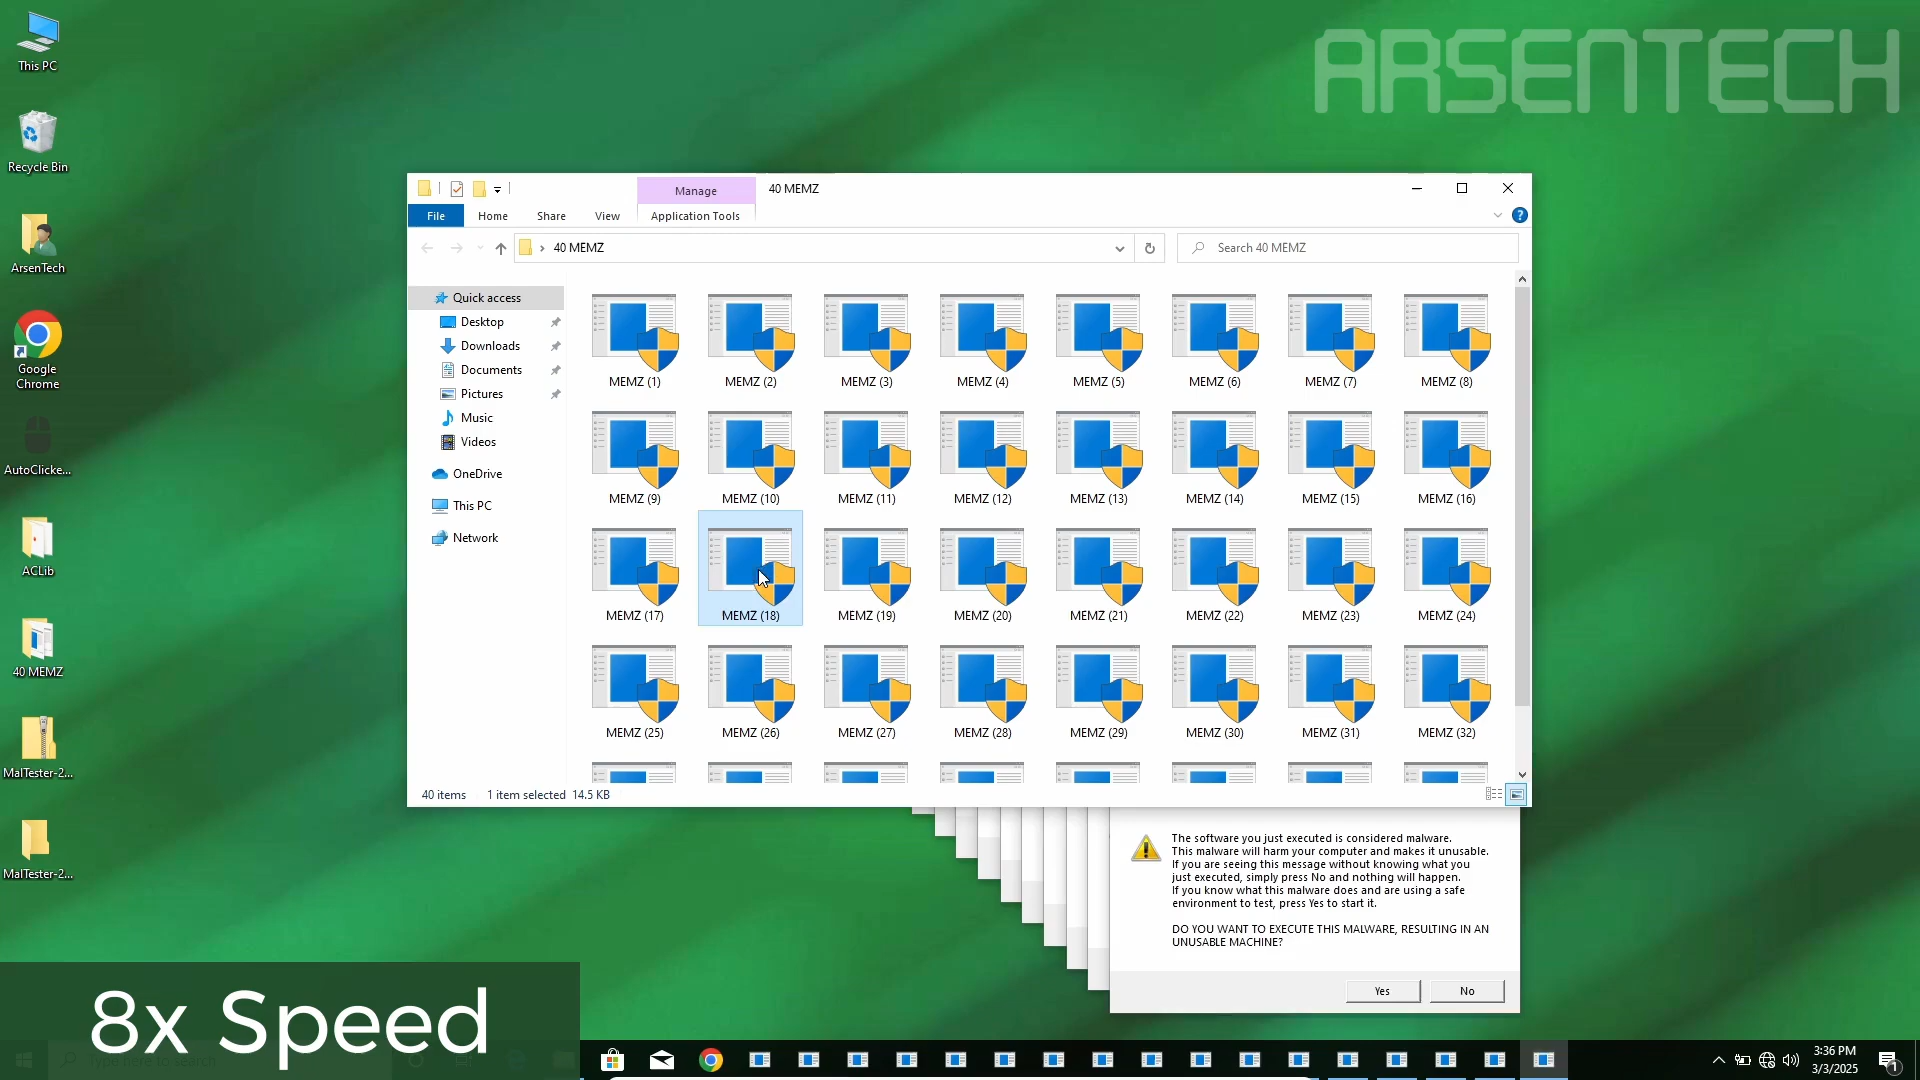 ARSENTECH
This PC
Recycle Bin
ArsenTech
Google
Chrome
AutoClicke...
ACLib
40 MEMZ
MalTester-2...
MalTester-2...
Manage
40 MEMZ
File
Home
Share
View
Application Tools
40 MEMZ
Search 40 MEMZ
Quick access
Desktop
Downloads
Documents
Pictures
Music
Videos
OneDrive
This PC
Network
MEMZ (1)
MEMZ (2)
MEMZ (3)
MEMZ (4)
MEMZ (5)
MEMZ (6)
MEMZ (7)
MEMZ (8)
MEMZ (9)
MEMZ (10)
MEMZ (11)
MEMZ (12)
MEMZ (13)
MEMZ (14)
MEMZ (15)
MEMZ (16)
MEMZ (17)
MEMZ (18)
MEMZ (19)
MEMZ (20)
MEMZ (21)
MEMZ (22)
MEMZ (23)
MEMZ (24)
MEMZ (25)
MEMZ (26)
MEMZ (27)
MEMZ (28)
MEMZ (29)
MEMZ (30)
MEMZ (31)
MEMZ (32)
40 items
1 item selected 14.5 KB
The software you just executed is considered malware.
This malware will harm your computer and makes it unusable.
If you are seeing this message without knowing what you
just executed, simply press No and nothing will happen.
If you know what this malware does and are using a safe
environment to test, press Yes to start it.
DO YOU WANT TO EXECUTE THIS MALWARE, RESULTING IN AN
UNUSABLE MACHINE?
Yes
No
8x Speed
Type here to search
3:36 PM
3/3/2025
1